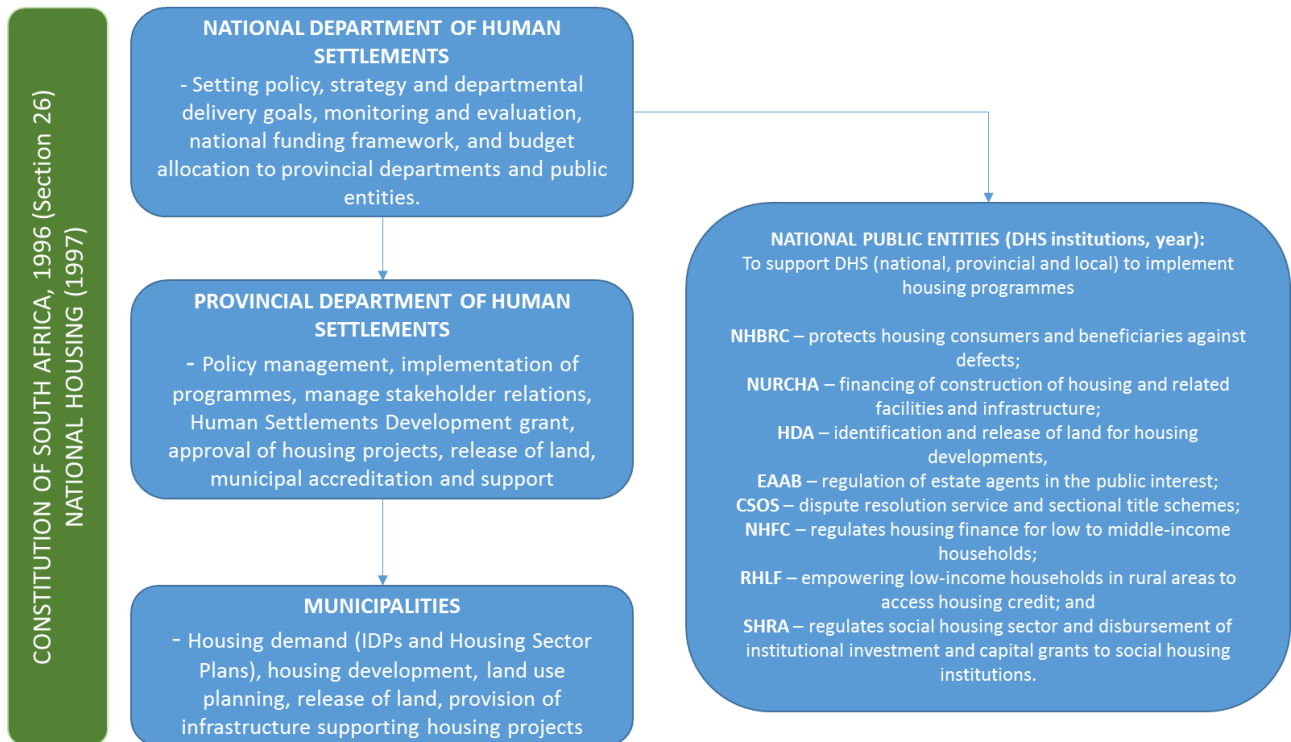 CONSTITUTION OF SOUTH AFRICA, 1996 (Section 26)
NATIONAL HOUSING (1997)
NATIONAL DEPARTMENT OF HUMAN
SETTLEMENTS
- Setting policy, strategy and departmental
delivery goals, monitoring and evaluation,
national funding framework, and budget
allocation to provincial departments and public
entities.
PROVINCIAL DEPARTMENT OF HUMAN
SETTLEMENTS
- Policy management, implementation of
programmes, manage stakeholder relations,
Human Settlements Development grant,
approval of housing projects, release of land,
municipal accreditation and support
MUNICIPALITIES
- Housing demand (IDPs and Housing Sector
Plans), housing development, land use
planning, release of land, provision of
infrastructure supporting housing projects
NATIONAL PUBLIC ENTITIES (DHS institutions, year):
To support DHS (national, provincial and local) to implement
housing programmes
NHBRC – protects housing consumers and beneficiaries against
defects;
NURCHA – financing of construction of housing and related
facilities and infrastructure;
HDA – identification and release of land for housing
developments,
EAAB – regulation of estate agents in the public interest;
CSOS – dispute resolution service and sectional title schemes;
NHFC – regulates housing finance for low to middle-income
households;
RHLF – empowering low-income households in rural areas to
access housing credit; and
SHRA – regulates social housing sector and disbursement of
institutional investment and capital grants to social housing
institutions.